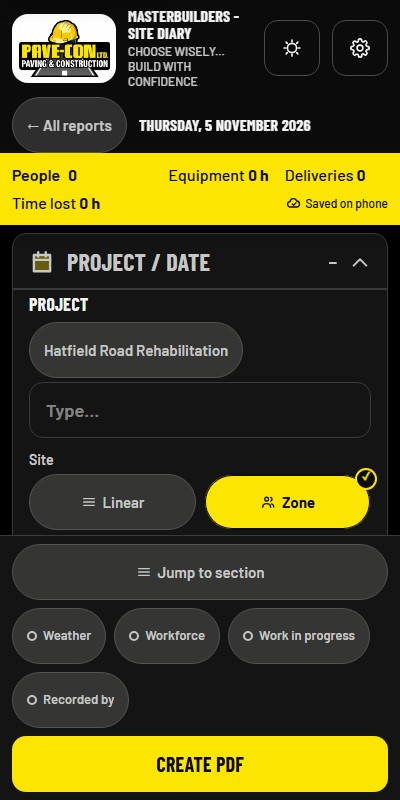 PAVE-CON LTD.
PAVING & CONSTRUCTION
MASTERBUILDERS -
SITE DIARY
CHOOSE WISELY...
BUILD WITH
CONFIDENCE
← All reports
THURSDAY, 5 NOVEMBER 2026
People 0
Equipment 0 h
Deliveries 0
Time lost 0 h
Saved on phone
PROJECT / DATE
–
PROJECT
Hatfield Road Rehabilitation
Type...
Site
Linear
Zone
Jump to section
Weather
Workforce
Work in progress
Recorded by
CREATE PDF